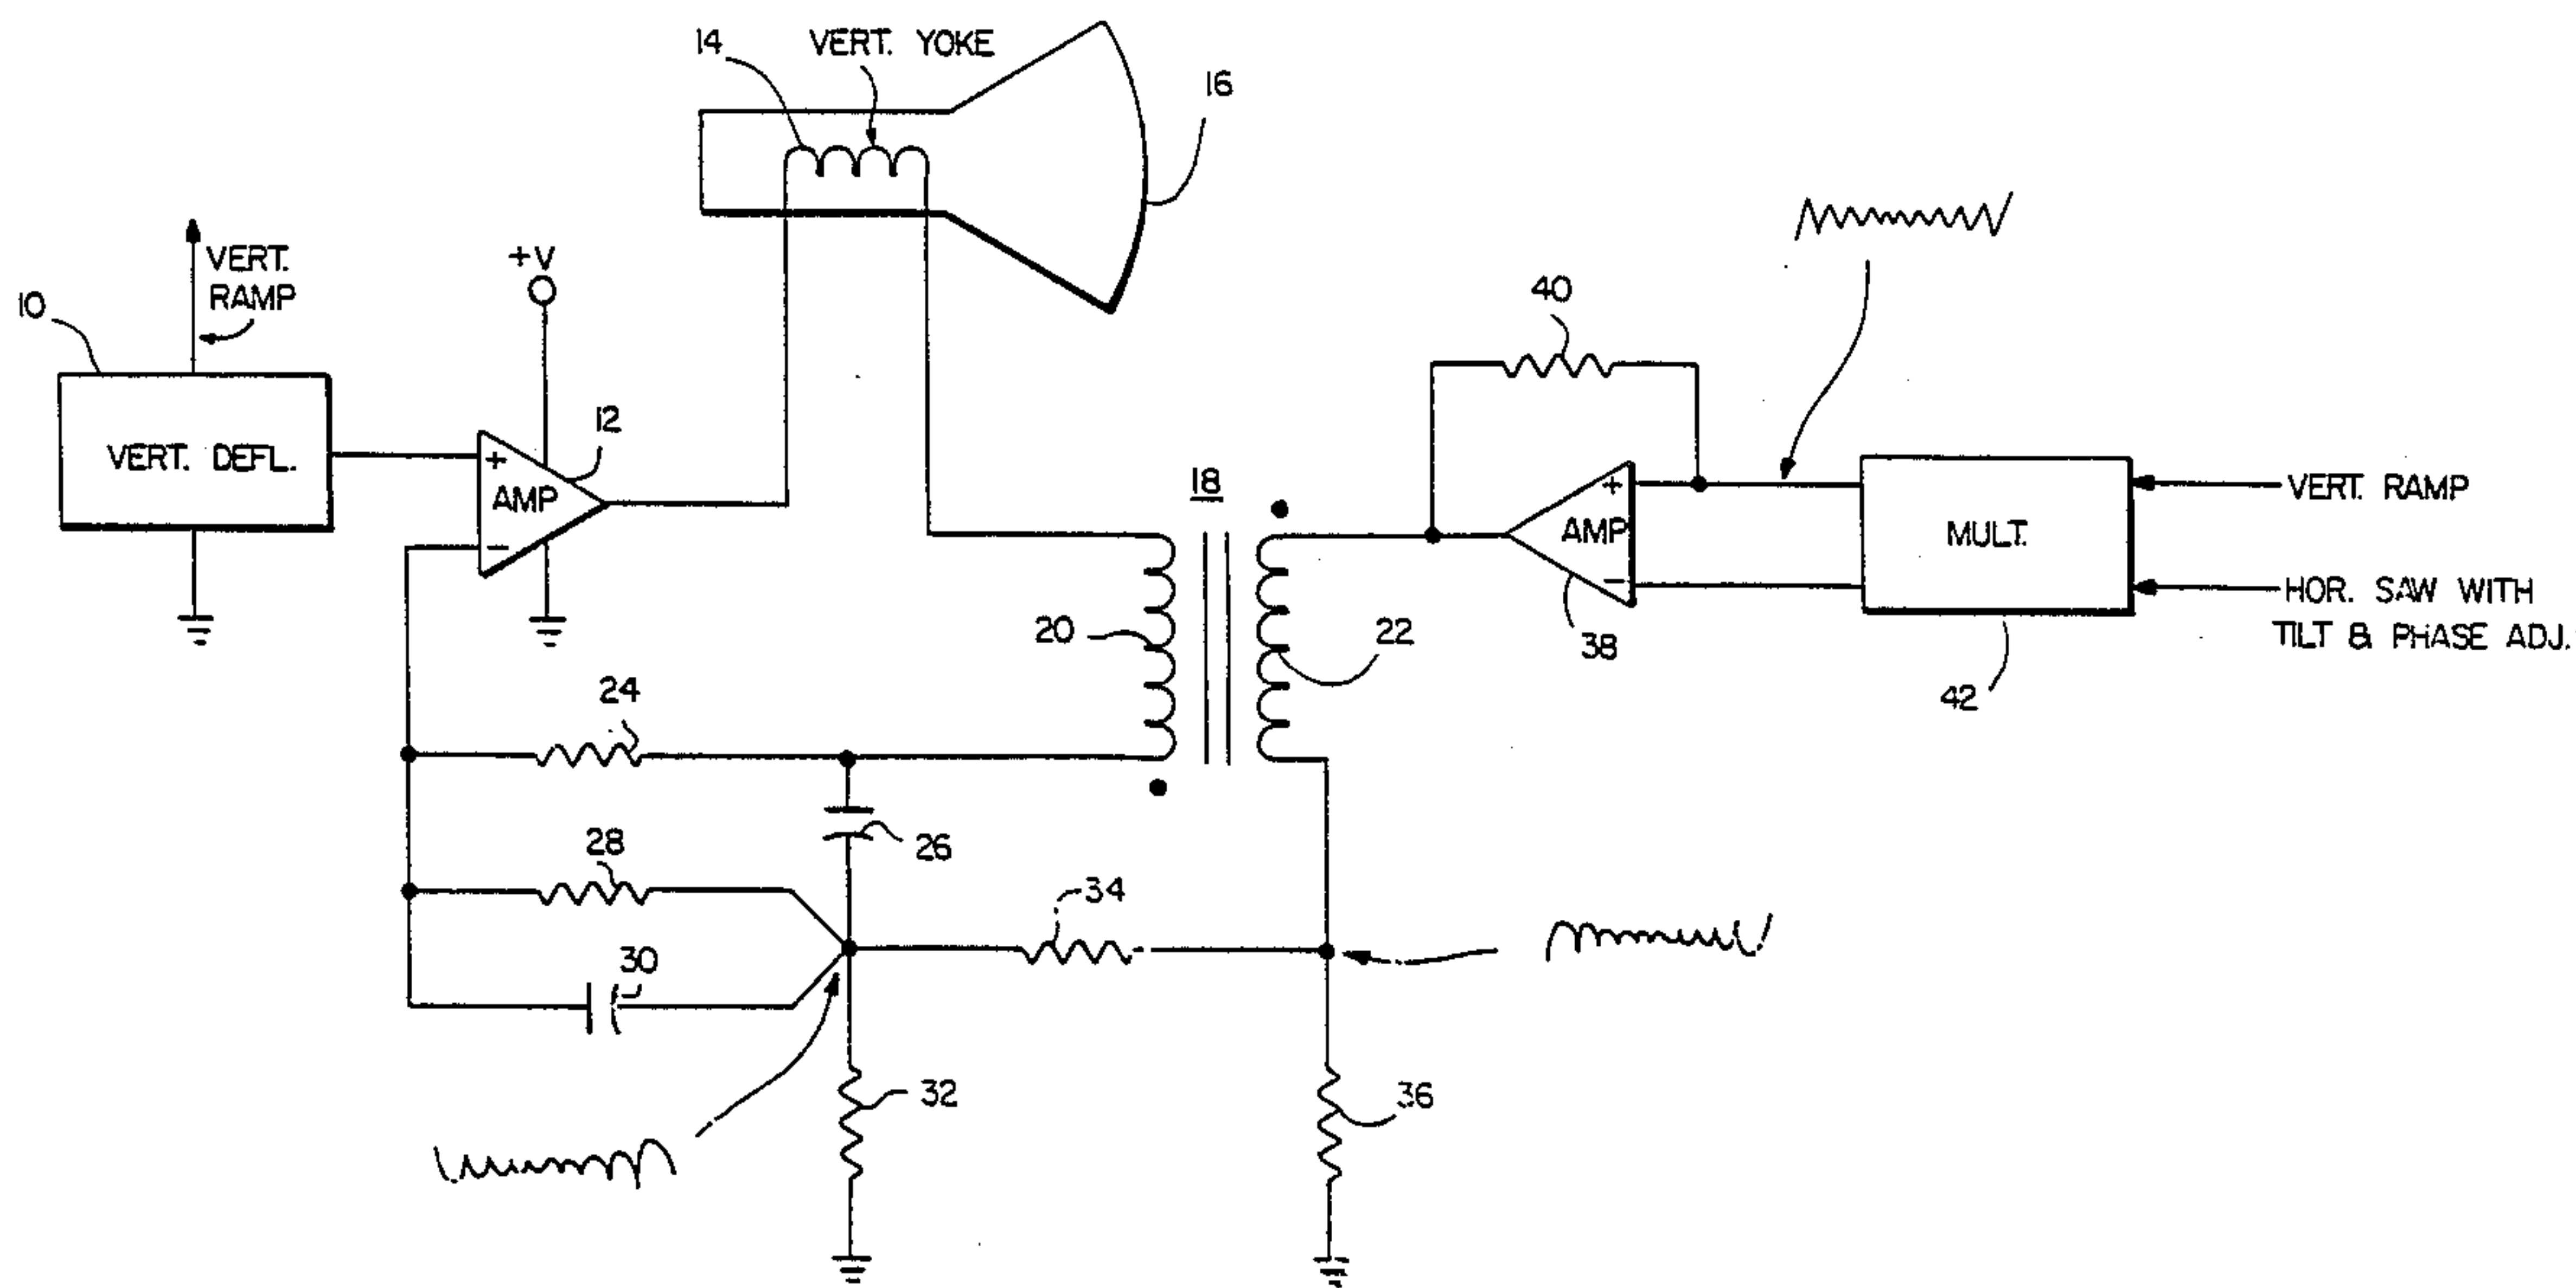 14
VERT. YOKE
16
VERT.
RAMP
10
+V
40
12
VERT. DEFL.
+
AMP
−
18
+
AMP
−
MULT.
VERT. RAMP
HOR. SAW WITH
TILT & PHASE ADJ.
20
22
38
42
24
28
26
34
30
32
36